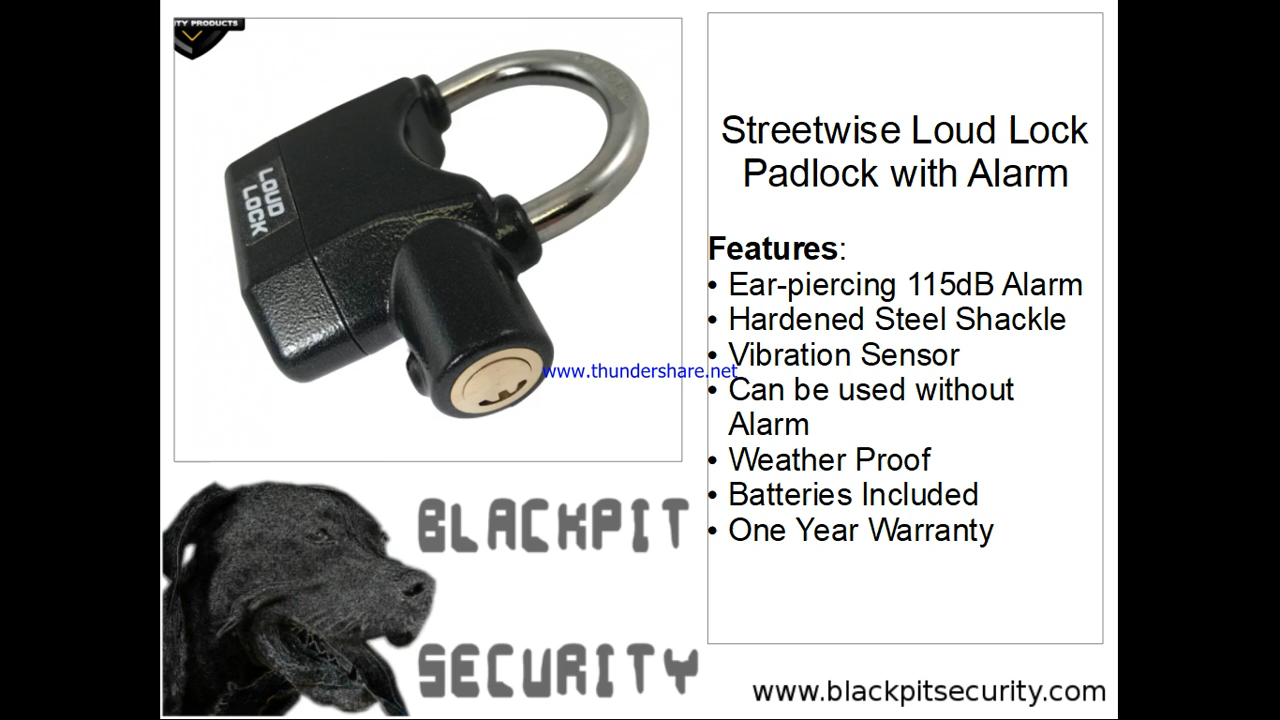 ITY PRODUCTS
LOUD
LOCK
www.thundershare.net
Streetwise Loud Lock
Padlock with Alarm
Features:
• Ear-piercing 115dB Alarm
• Hardened Steel Shackle
• Vibration Sensor
• Can be used without
Alarm
• Weather Proof
• Batteries Included
• One Year Warranty
BLACKPIT
SECURITY
www.blackpitsecurity.com